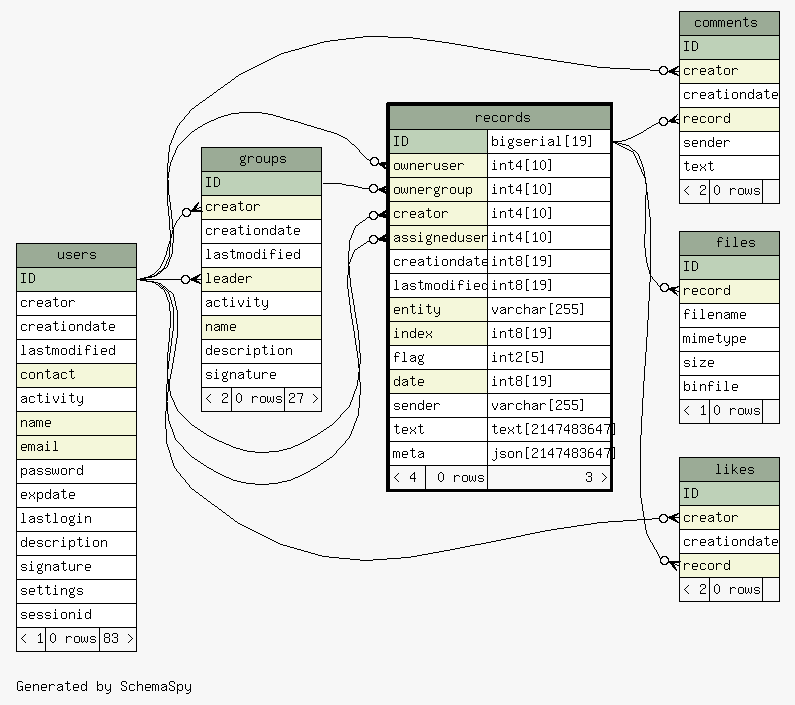 comments
ID
creator
creationdate
record
sender
text
< 2 0 rows
records
ID bigserial[19]
owneruser int4[10]
ownergroup int4[10]
creator int4[10]
assigneduser int4[10]
creationdate int8[19]
lastmodified int8[19]
entity varchar[255]
index int8[19]
flag int2[5]
date int8[19]
sender varchar[255]
text text[2147483647]
meta json[2147483647]
< 4 0 rows 3 >
groups
ID
creator
creationdate
lastmodified
leader
activity
name
description
signature
< 2 0 rows 27 >
users
ID
creator
creationdate
lastmodified
contact
activity
name
email
password
expdate
lastlogin
description
signature
settings
sessionid
< 1 0 rows 83 >
files
ID
record
filename
mimetype
size
binfile
< 1 0 rows
likes
ID
creator
creationdate
record
< 2 0 rows
Generated by SchemaSpy